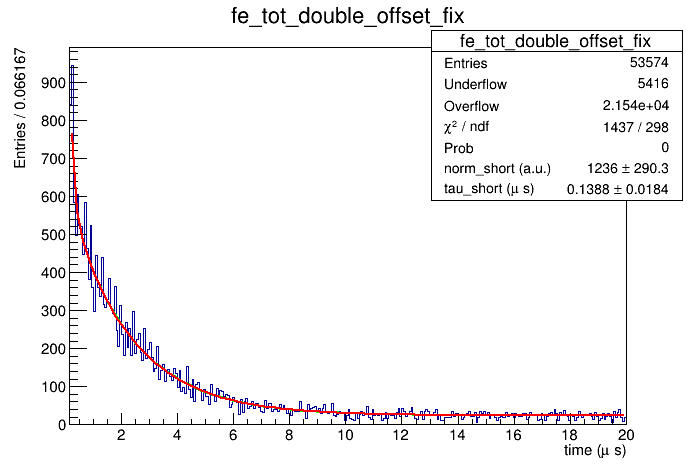 fe_tot_double_offset_fix
fe_tot_double_offset_fix
Entries 53574
Underflow 5416
Overflow 2.154e+04
χ² / ndf 1437 / 298
Prob 0
norm_short (a.u.) 1236 ± 290.3
tau_short (μ s) 0.1388 ± 0.0184
Entries / 0.066167
900
800
700
600
500
400
300
200
100
0
2 4 6 8 10 12 14 16 18 20
time (μ s)